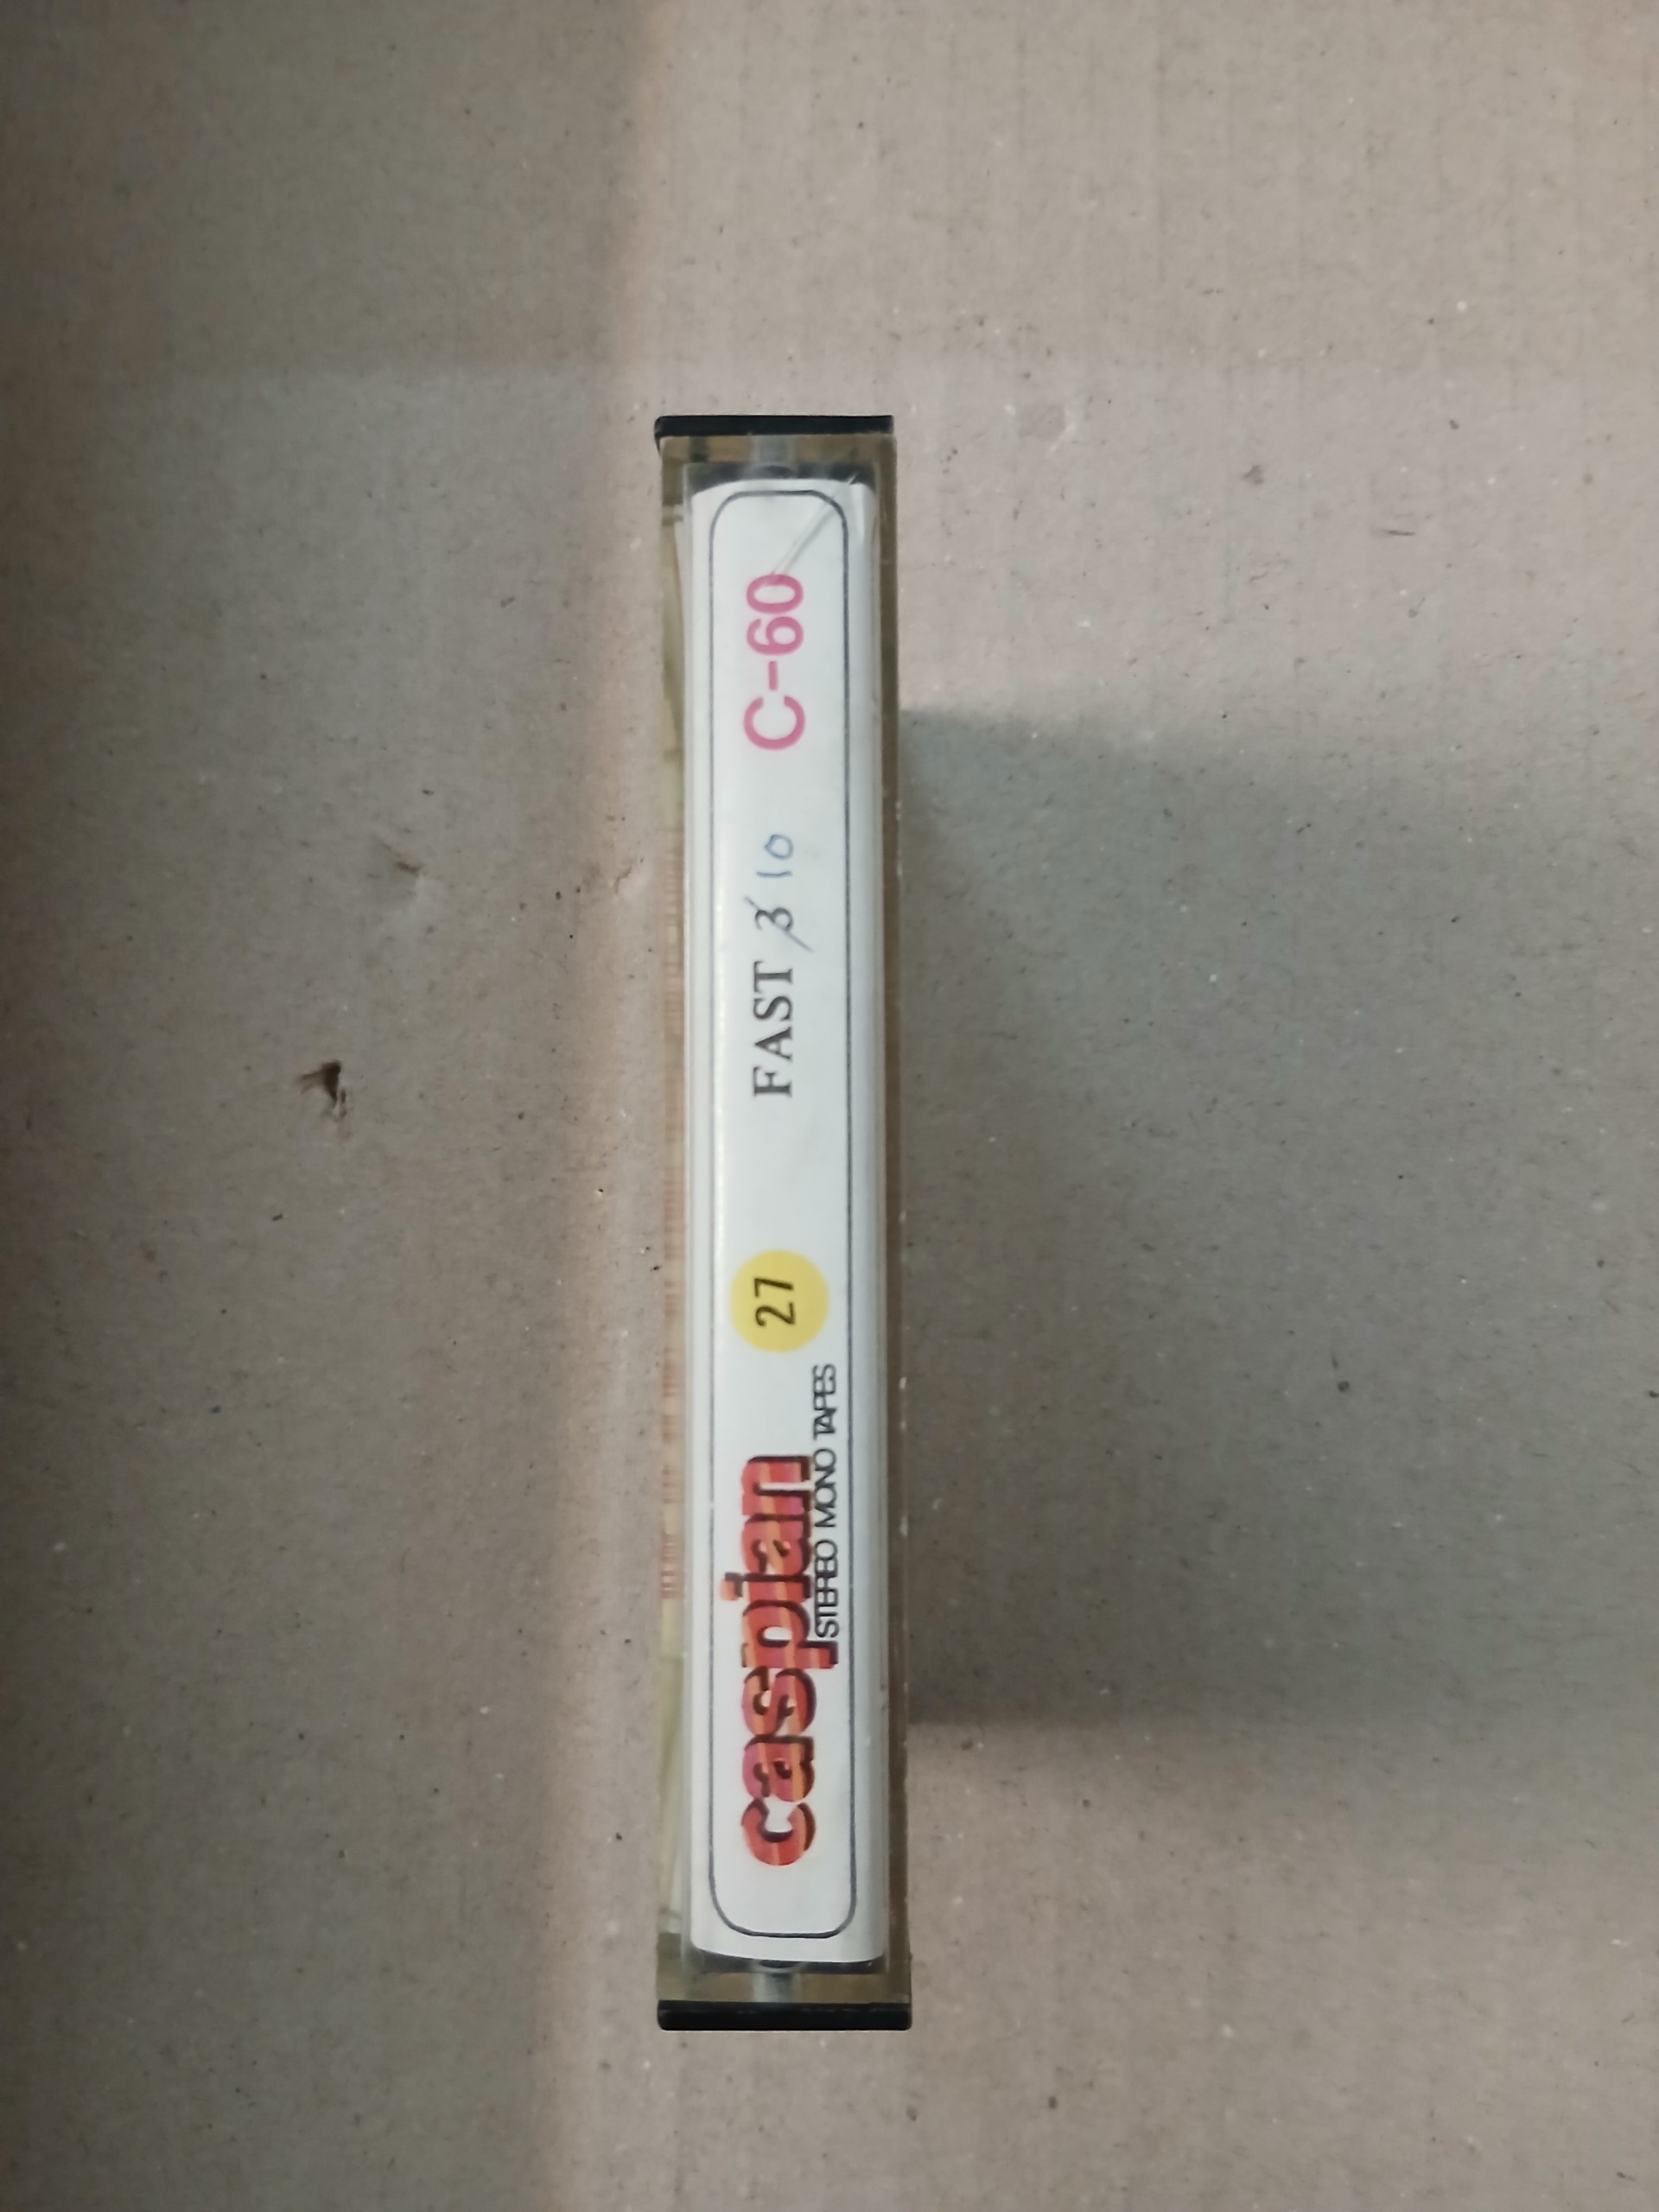 caspian
STEREO MONO TAPES
27
FAST 3 10
C-60